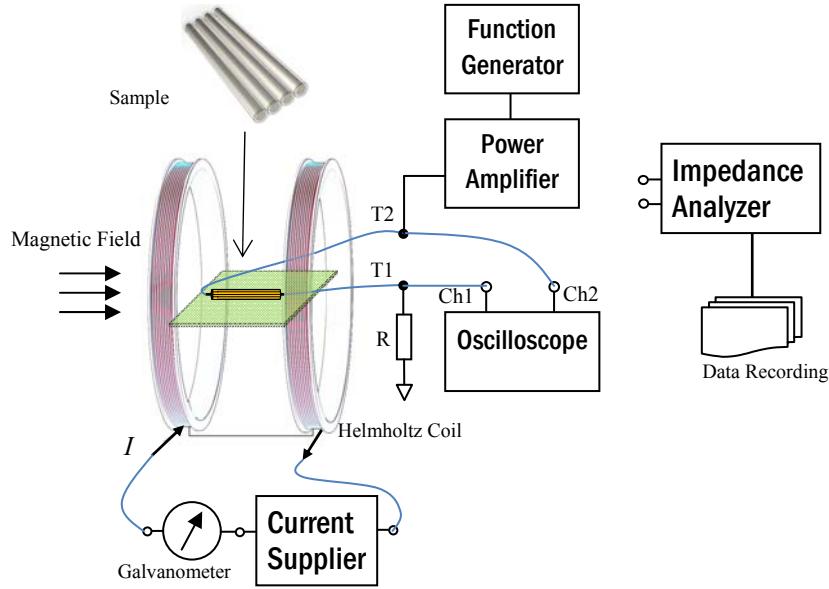 Function
Generator
Sample
Power
Amplifier
Impedance
Analyzer
T2
Magnetic Field
T1
Ch1
Ch2
R
Oscilloscope
Data Recording
Helmholtz Coil
I
Current
Supplier
Galvanometer